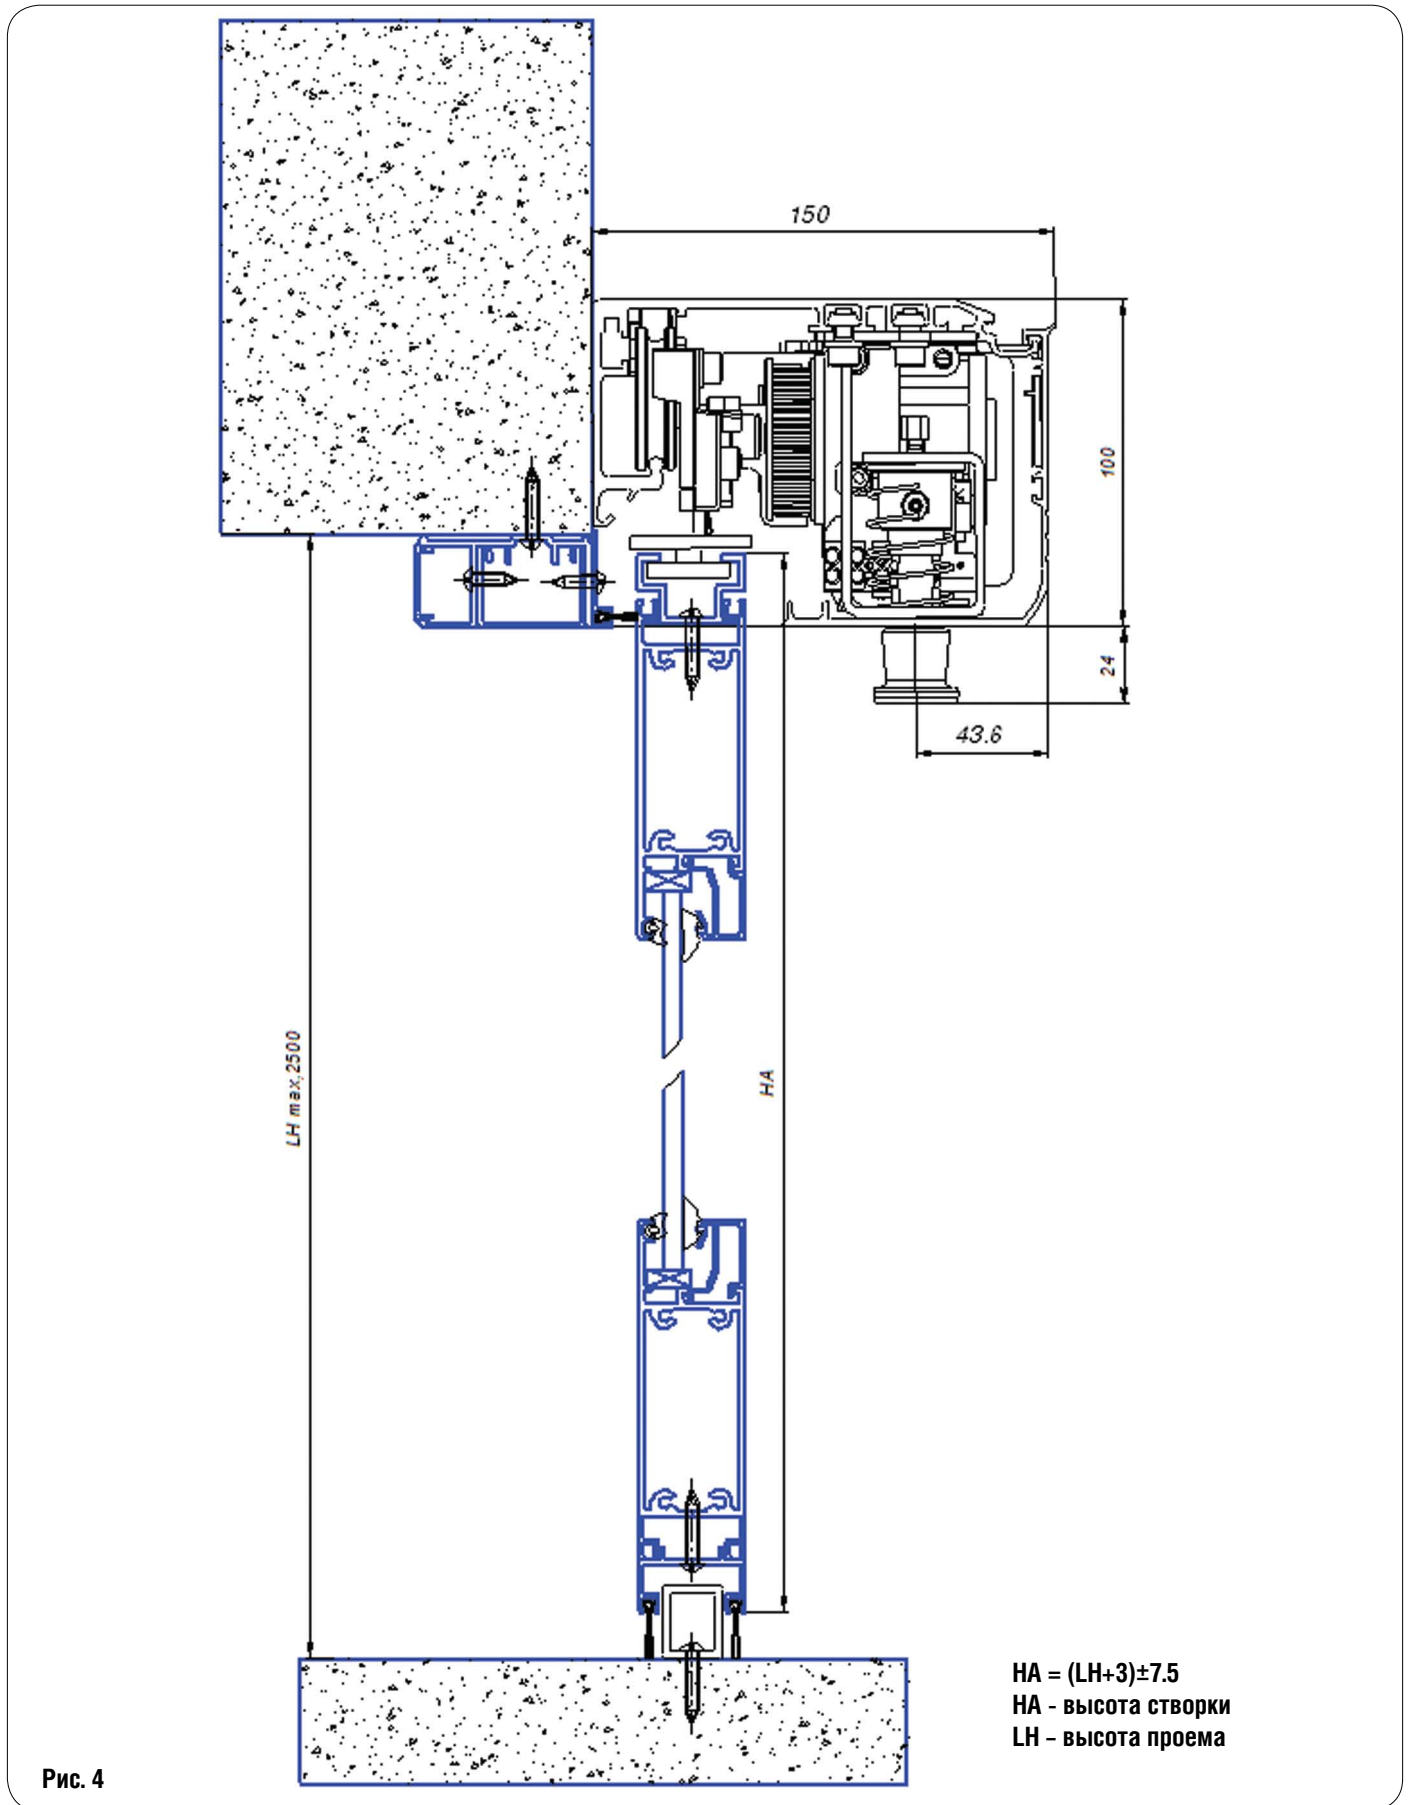 150
100
24
43.6
LH max,2500
HA
HA = (LH+3)±7.5
HA - высота створки
LH – высота проема
Рис. 4